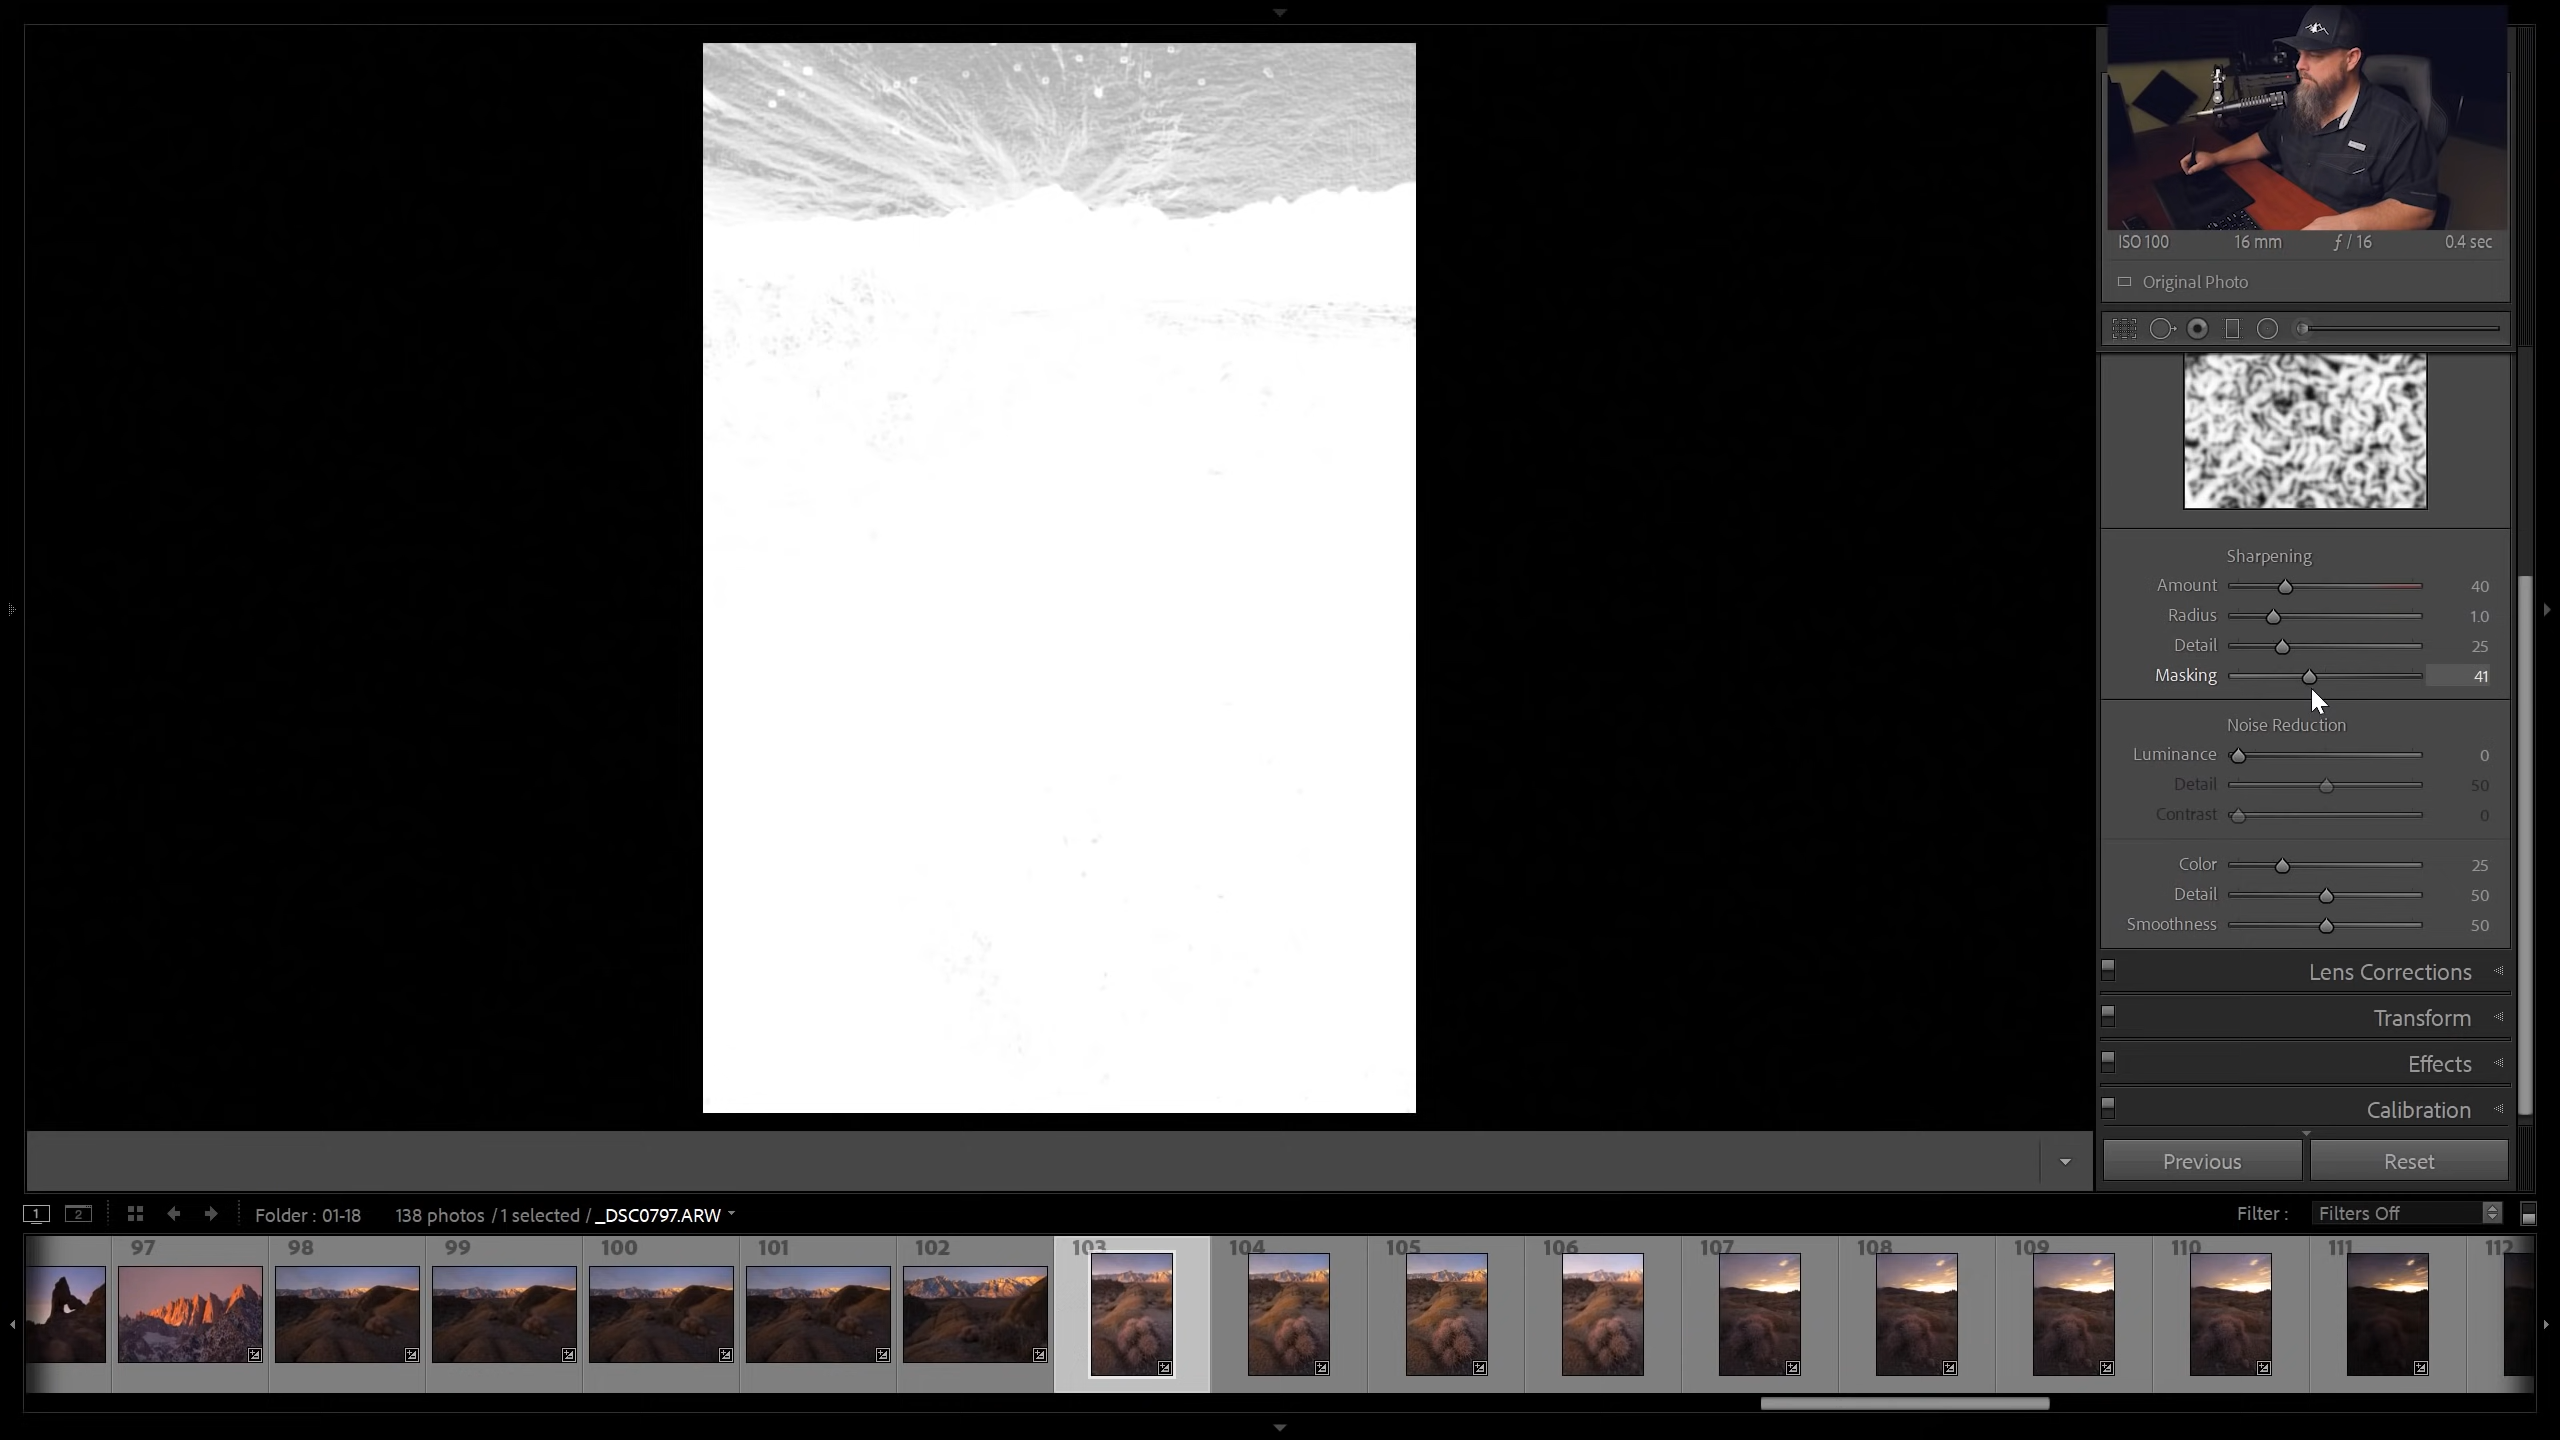 ISO 100 16 mm ƒ / 16 0.4 sec
Original Photo
Sharpening
Amount 40
Radius 1.0
Detail 25
Masking 41
Noise Reduction
Luminance 0
Detail 50
Contrast 0
Color 25
Detail 50
Smoothness 50
Lens Corrections
Transform
Effects
Calibration
Previous Reset
1 2 Folder : 01-18 138 photos / 1 selected / _DSC0797.ARW Filter : Filters Off
97 98 99 100 101 102 103 104 105 106 107 108 109 110 111 112